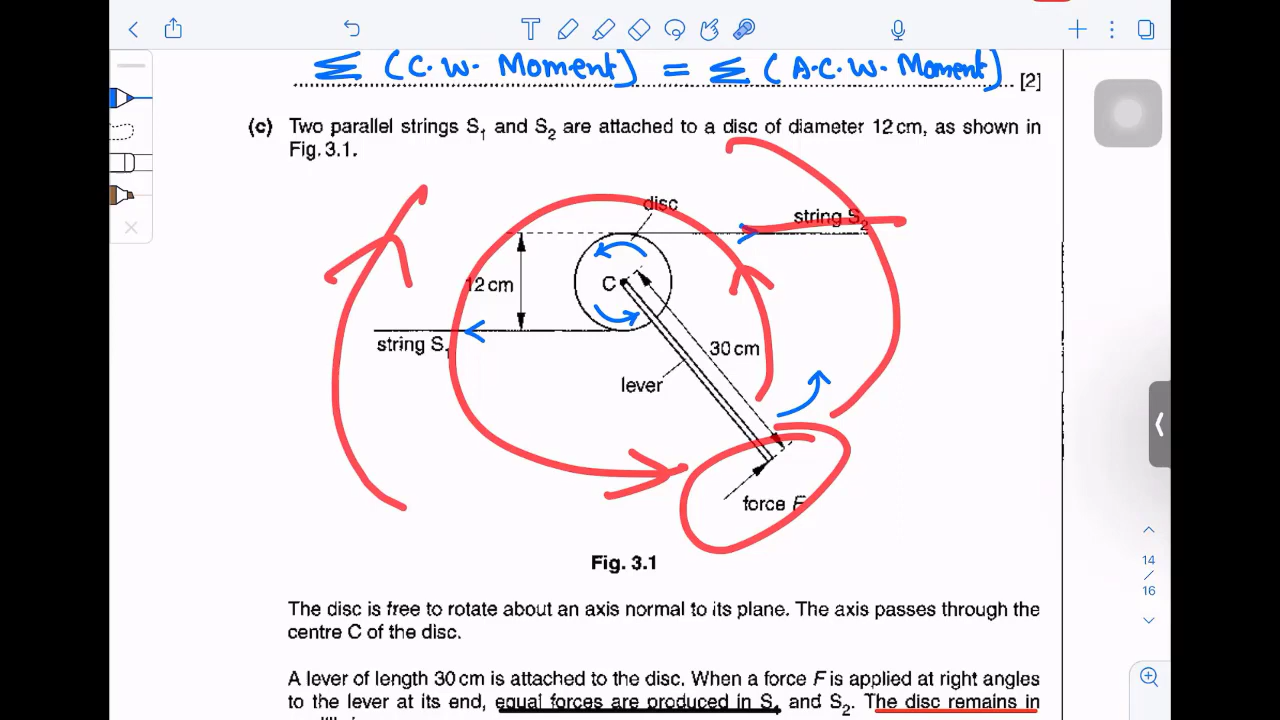 Σ (C.W. Moment) = Σ (A.C.W. Moment) [2]
(c) Two parallel strings S1 and S2 are attached to a disc of diameter 12 cm, as shown in
Fig. 3.1.
disc
string S2
C
12 cm
string S1
30 cm
lever
force F
Fig. 3.1
The disc is free to rotate about an axis normal to its plane. The axis passes through the
centre C of the disc.
A lever of length 30 cm is attached to the disc. When a force F is applied at right angles
to the lever at its end, equal forces are produced in S1 and S2. The disc remains in
14
/
16